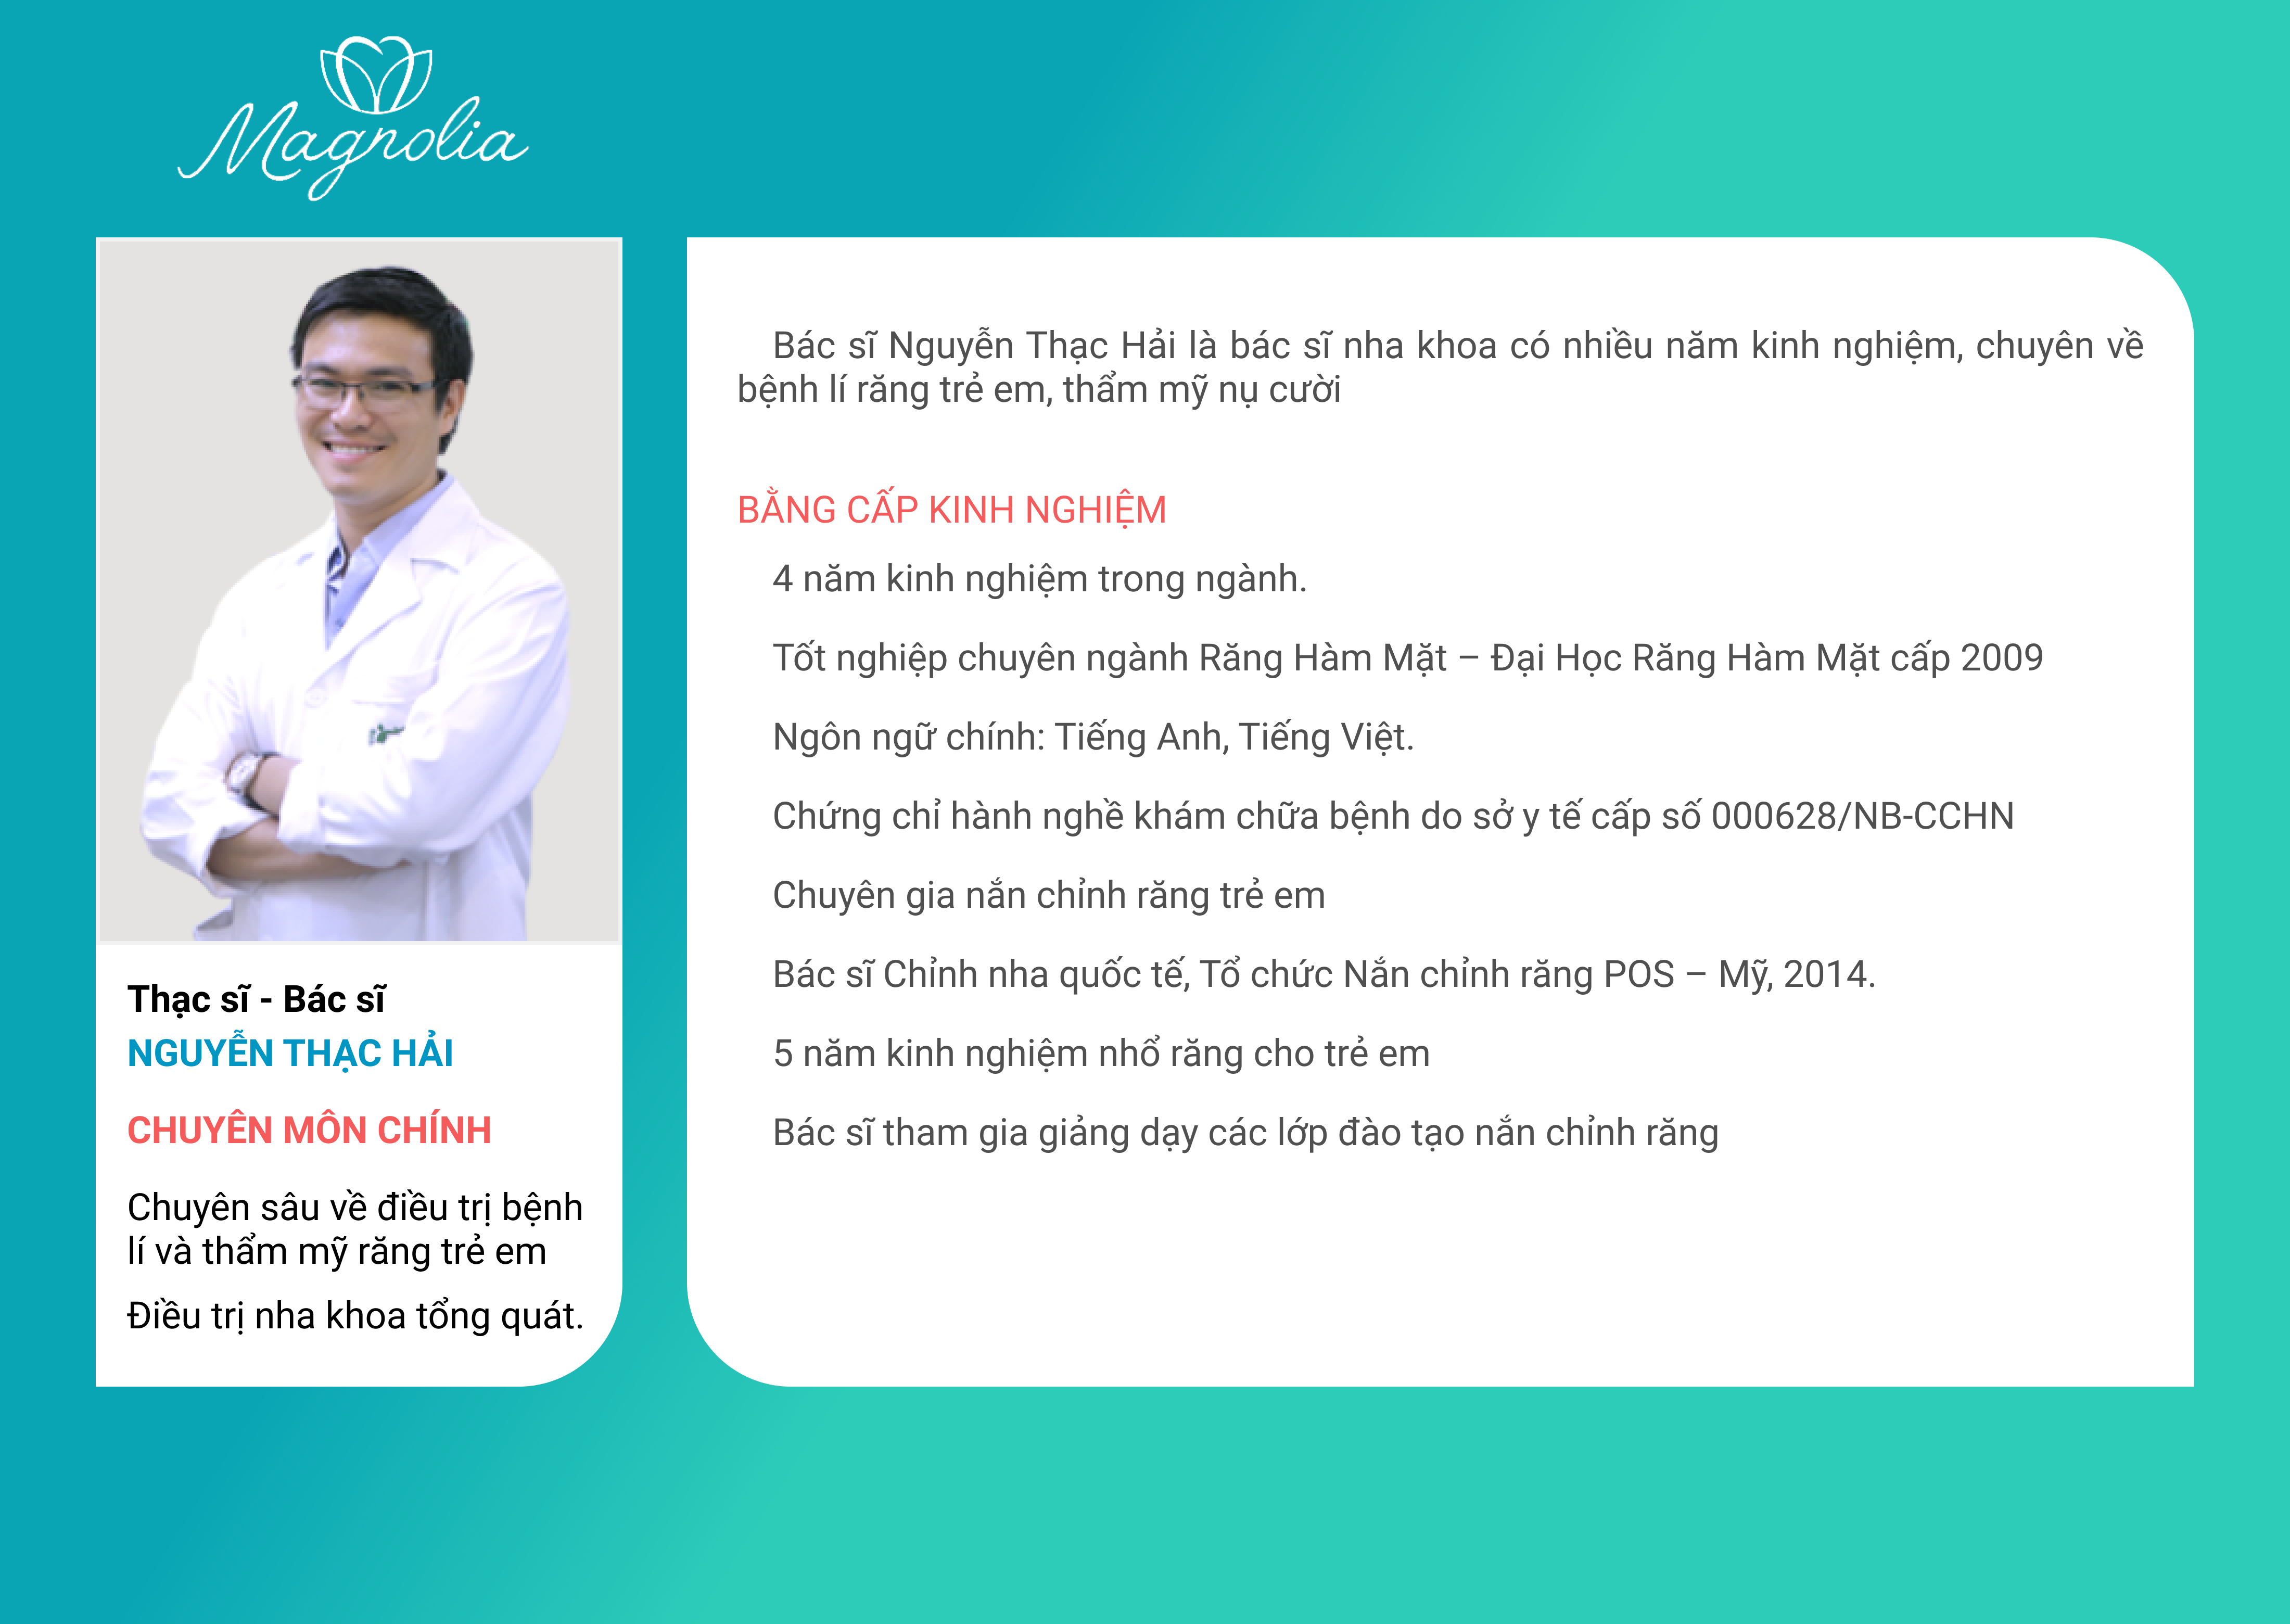 Magnolia
Thạc sĩ - Bác sĩ
NGUYỄN THẠC HẢI
CHUYÊN MÔN CHÍNH
Chuyên sâu về điều trị bệnh
lí và thẩm mỹ răng trẻ em
Điều trị nha khoa tổng quát.
Bác sĩ Nguyễn Thạc Hải là bác sĩ nha khoa có nhiều năm kinh nghiệm, chuyên về
bệnh lí răng trẻ em, thẩm mỹ nụ cười
BẰNG CẤP KINH NGHIỆM
4 năm kinh nghiệm trong ngành.
Tốt nghiệp chuyên ngành Răng Hàm Mặt – Đại Học Răng Hàm Mặt cấp 2009
Ngôn ngữ chính: Tiếng Anh, Tiếng Việt.
Chứng chỉ hành nghề khám chữa bệnh do sở y tế cấp số 000628/NB-CCHN
Chuyên gia nắn chỉnh răng trẻ em
Bác sĩ Chỉnh nha quốc tế, Tổ chức Nắn chỉnh răng POS – Mỹ, 2014.
5 năm kinh nghiệm nhổ răng cho trẻ em
Bác sĩ tham gia giảng dạy các lớp đào tạo nắn chỉnh răng